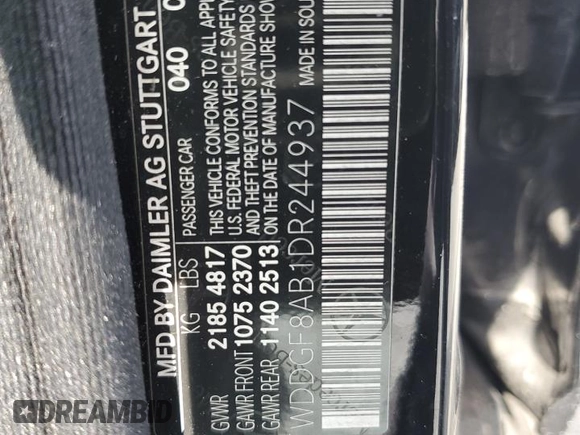 MFD BY DAIMLER AG STUTTGART
040
KG LBS PASSENGER CAR
GVWR 2185 4817 THIS VEHICLE CONFORMS TO ALL
GAWR FRONT 1075 2370 U.S. FEDERAL MOTOR VEHICLE SAFETY
GAWR REAR 1140 2513 AND THEFT PREVENTION STANDARDS
ON THE DATE OF MANUFACTURE SHOWN
WDDGF8AB1DR244937 MADE IN
DREAMBID